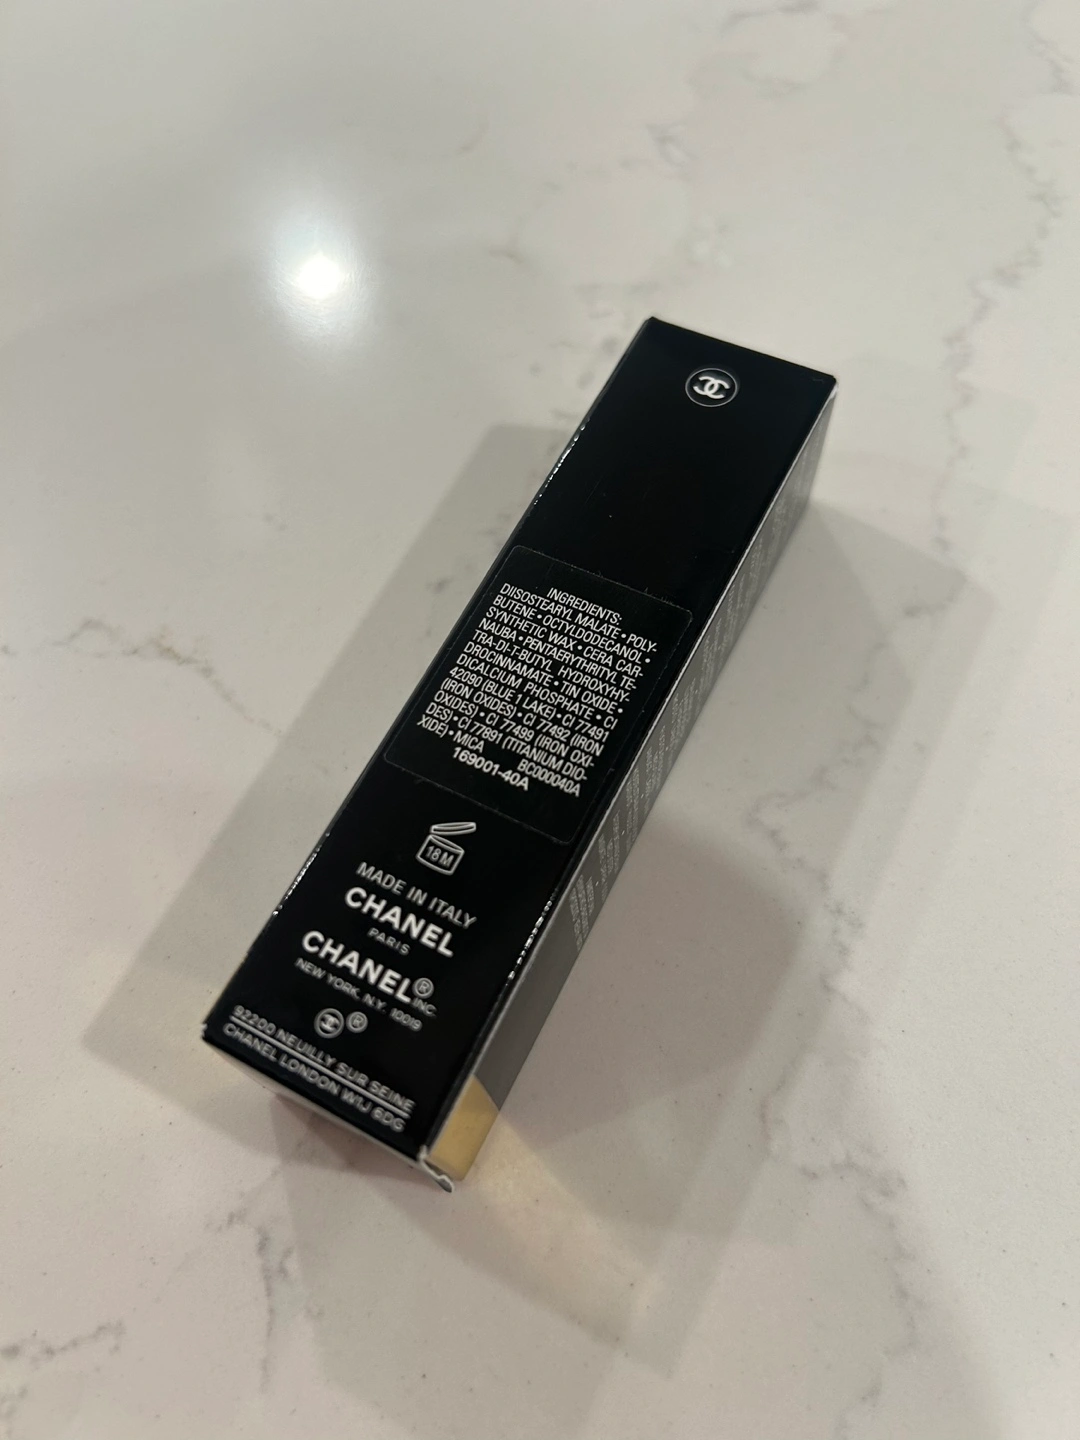 INGREDIENTS:
DIISOSTEARYL MALATE • POLY-
BUTENE • OCTYLDODECANOL •
SYNTHETIC WAX • CERA CAR-
NAUBA • PENTAERYTHRITYL TE-
TRA-DI-T-BUTYL HYDROXYHY-
DROCINNAMATE • TIN OXIDE •
DICALCIUM PHOSPHATE • CI
42090 (BLUE 1 LAKE) • CI 77491
(IRON OXIDES) • CI 77492 (IRON
OXIDES) • CI 77499 (IRON OXI-
DES) • CI 77891 (TITANIUM DIO-
XIDE) • MICA BC000040A
169001-40A
18M
MADE IN ITALY
CHANEL
PARIS
CHANEL® INC.
NEW YORK, N.Y. 10019
®
92200 NEUILLY SUR SEINE
CHANEL LONDON W1J 6DG